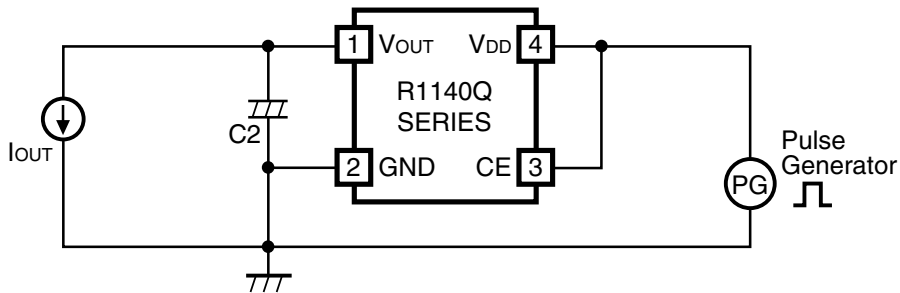 1 VOUT VDD 4
R1140Q
SERIES
IOUT
C2
2 GND CE 3
PG
Pulse
Generator